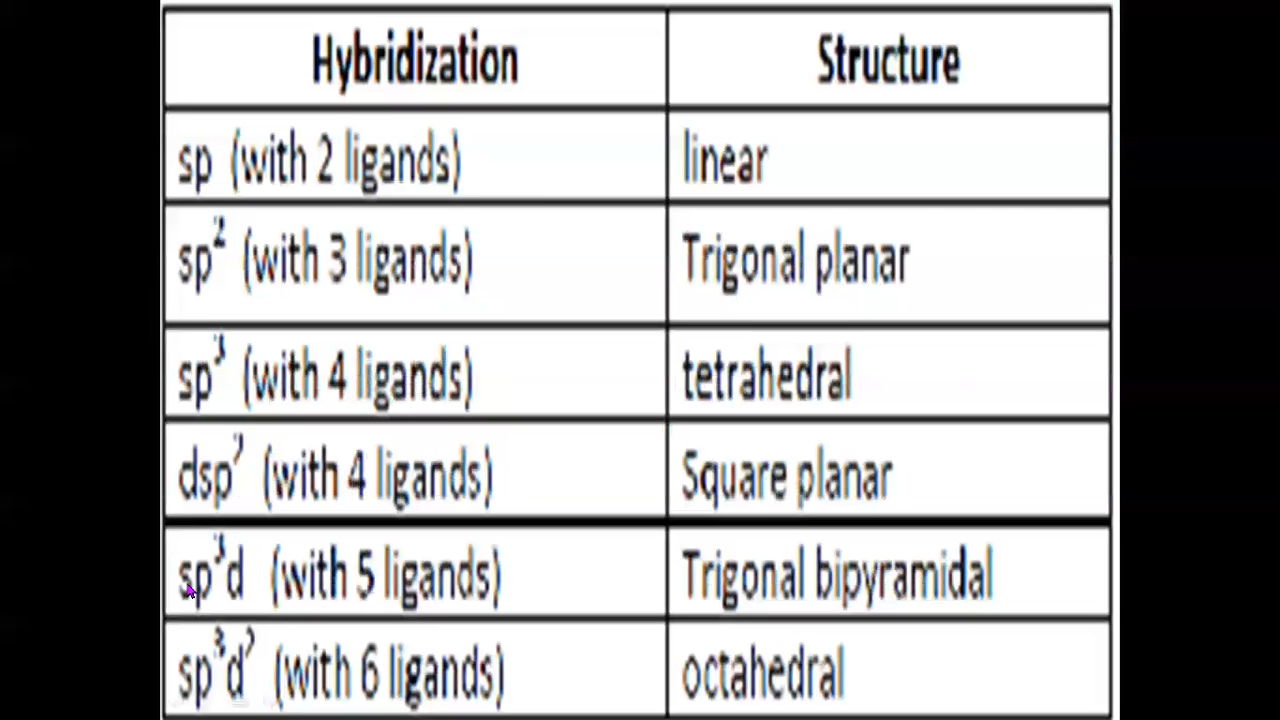 Hybridization Structure
sp (with 2 ligands) linear
sp² (with 3 ligands) Trigonal planar
sp³ (with 4 ligands) tetrahedral
dsp² (with 4 ligands) Square planar
sp³d (with 5 ligands) Trigonal bipyramidal
sp³d² (with 6 ligands) octahedral